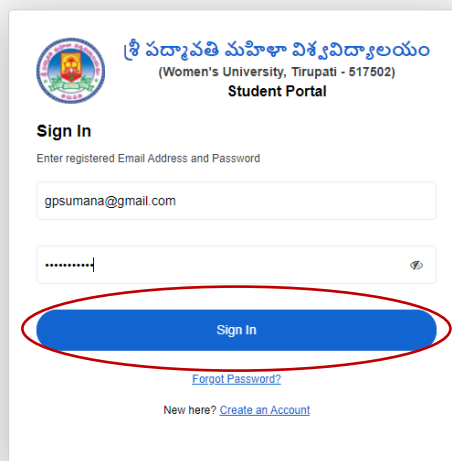 శ్రీ పద్మావతి మహిళా విశ్వవిద్యాలయం
(Women's University, Tirupati - 517502)
Student Portal
Sign In
Enter registered Email Address and Password
gpsumana@gmail.com
•••••••••••
Sign In
Forgot Password?
New here? Create an Account